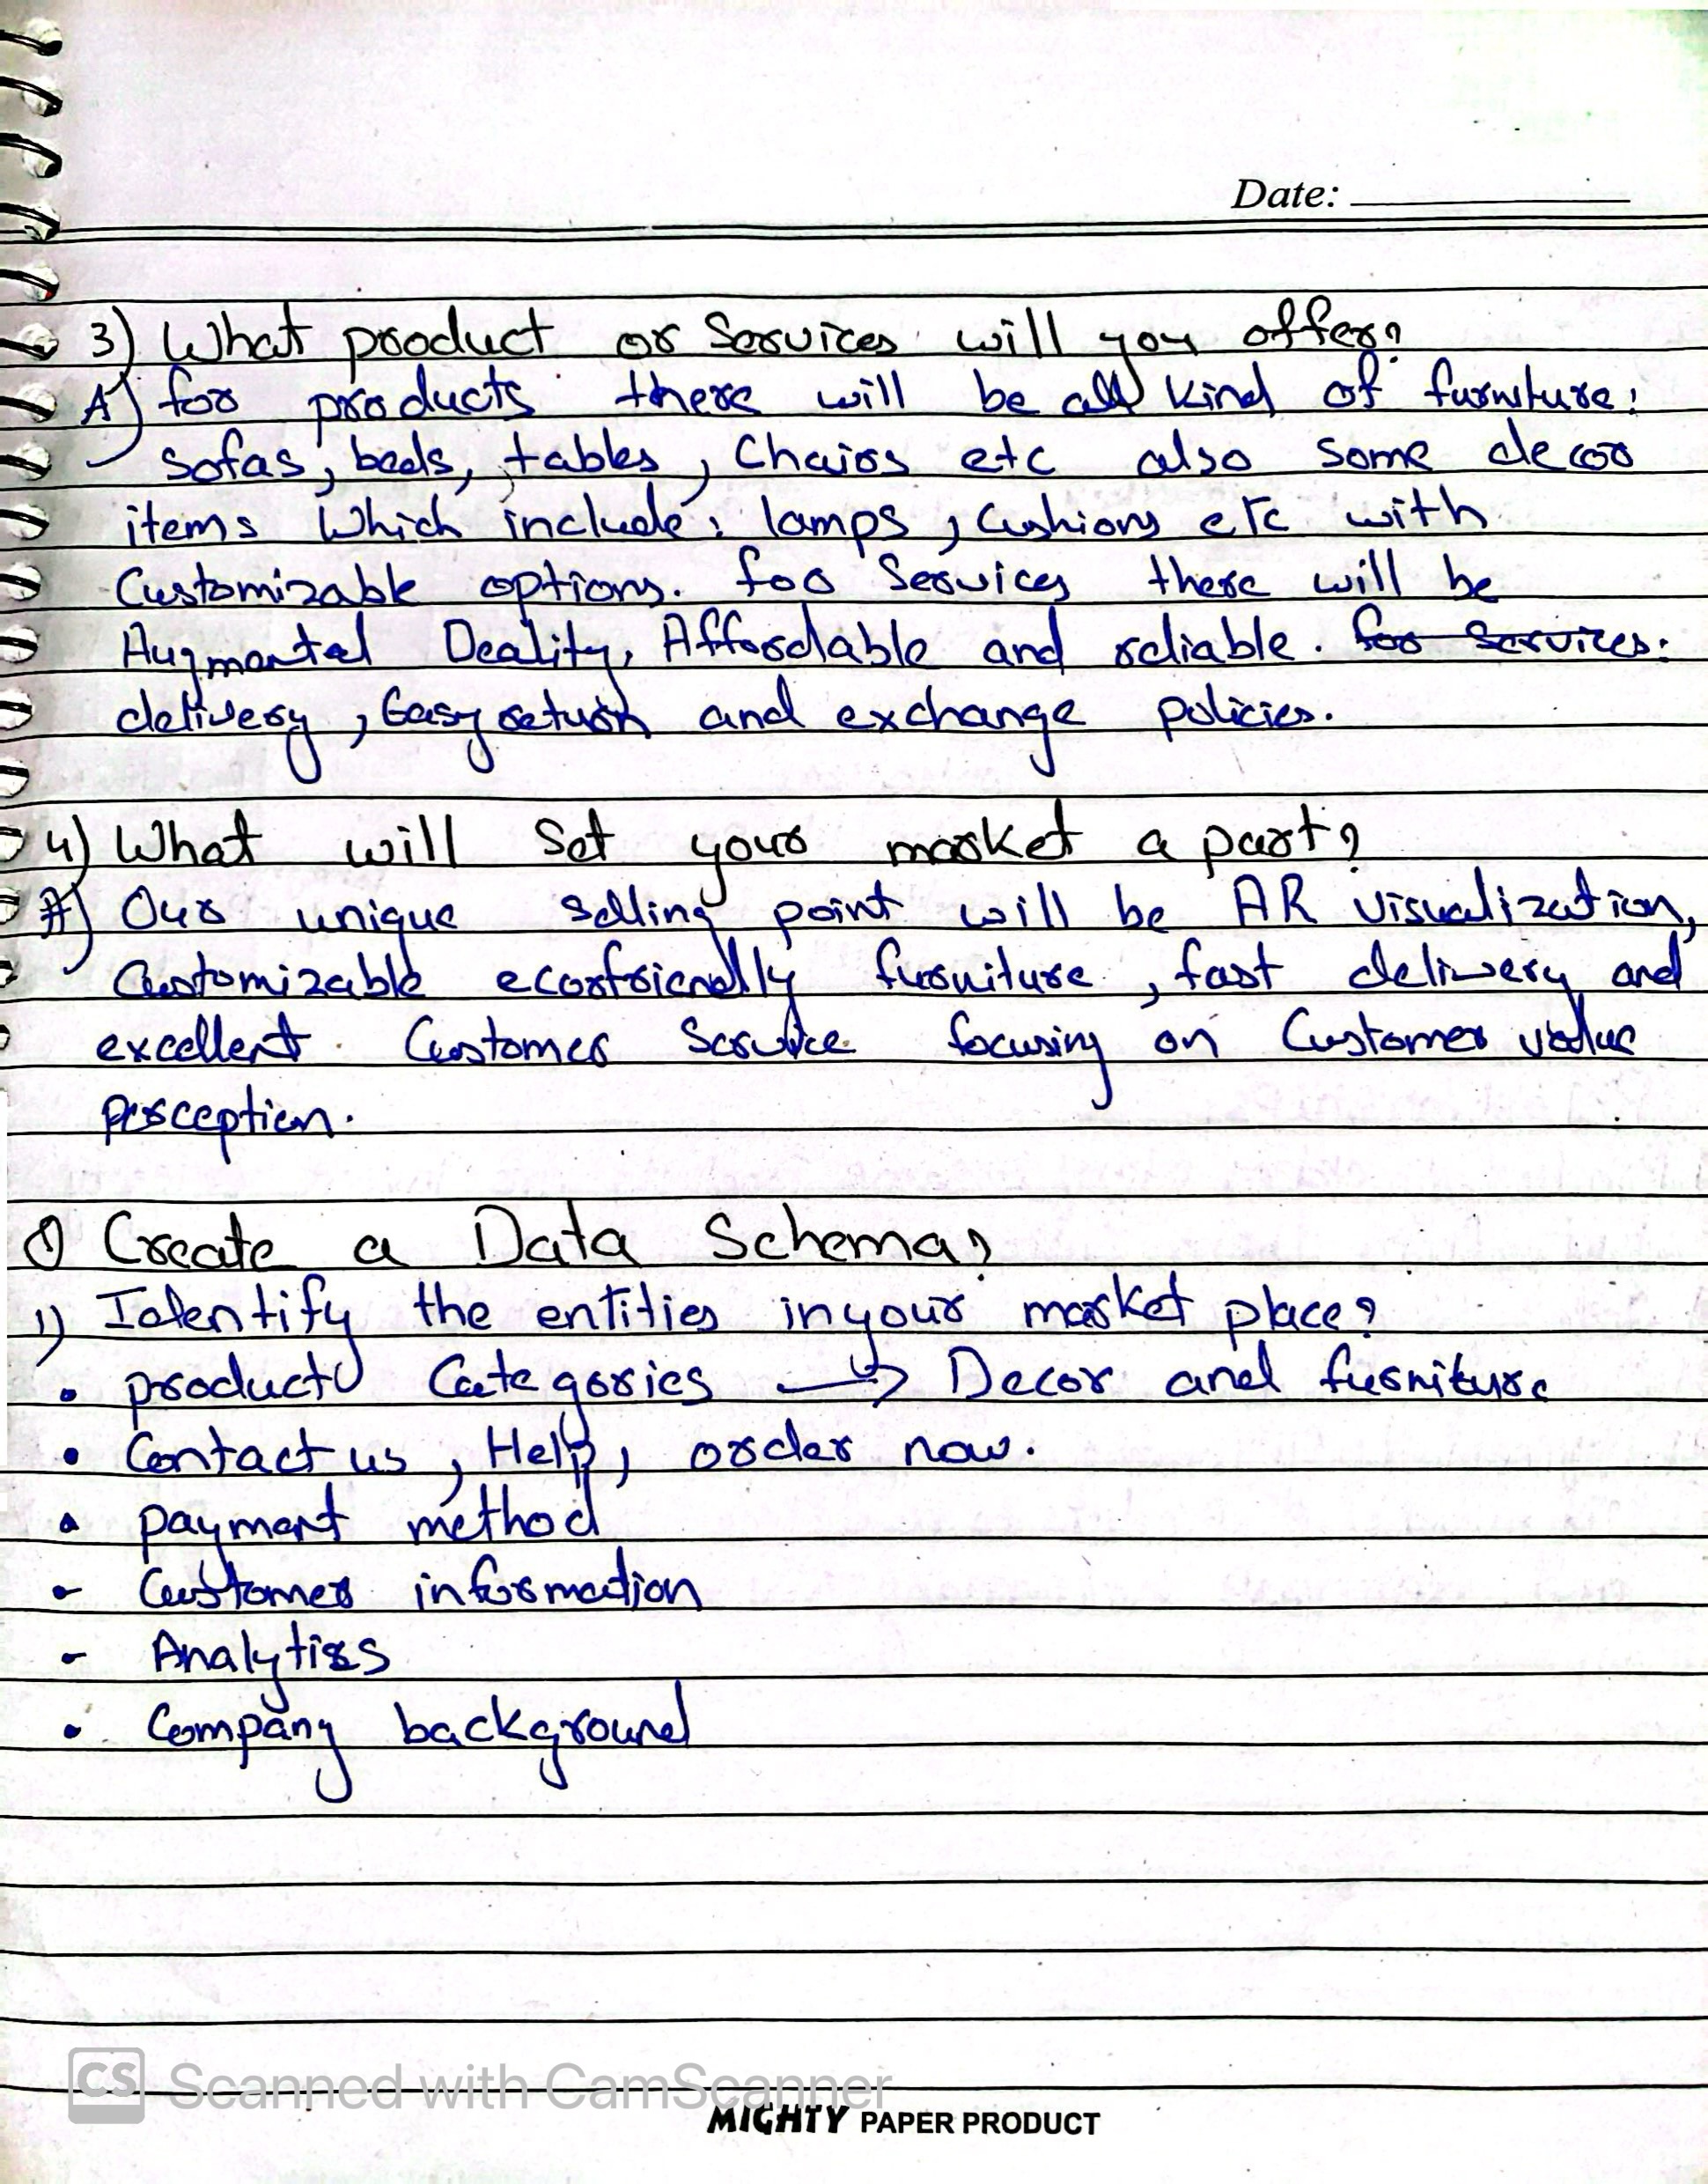 Date:
3) What product or Services will you offer?
A) for products there will be all kind of furniture:
Sofas, beds, tables, Chairs etc also some decor
items Which include: lamps, Cushions etc with
Customizable options. for Services there will be
Augmantal Deality, Affordable and reliable. for services:
delivery, Easy return and exchange policies.
4) What will Set your market a part?
A) Our unique selling point will be AR visualization,
Customizable ecorfriendly furniture, fast delivery and
excellent Customer Service focusing on Customer value
perception.
① Create a Data Schema?
1) Identify the entities in your market place?
• product Categories → Decor and furniture
• Contact us, Help, order now.
• payment method
- Customer information
- Analytics
• Company background
CS Scanned with CamScanner
MIGHTY PAPER PRODUCT